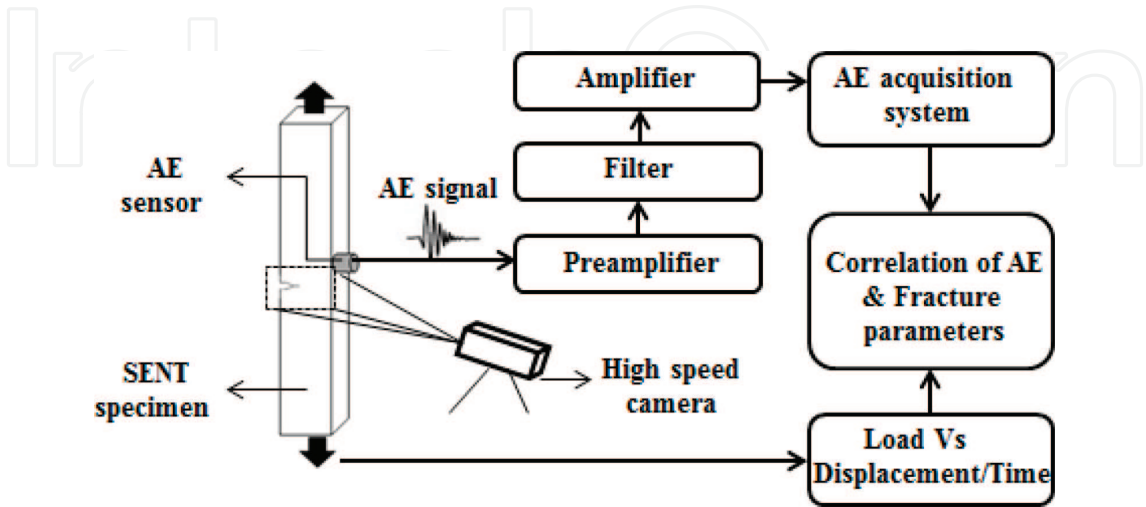 Amplifier
AE acquisition
system
AE
sensor
AE signal
Filter
Preamplifier
Correlation of AE
& Fracture
parameters
SENT
specimen
High speed
camera
Load Vs
Displacement/Time